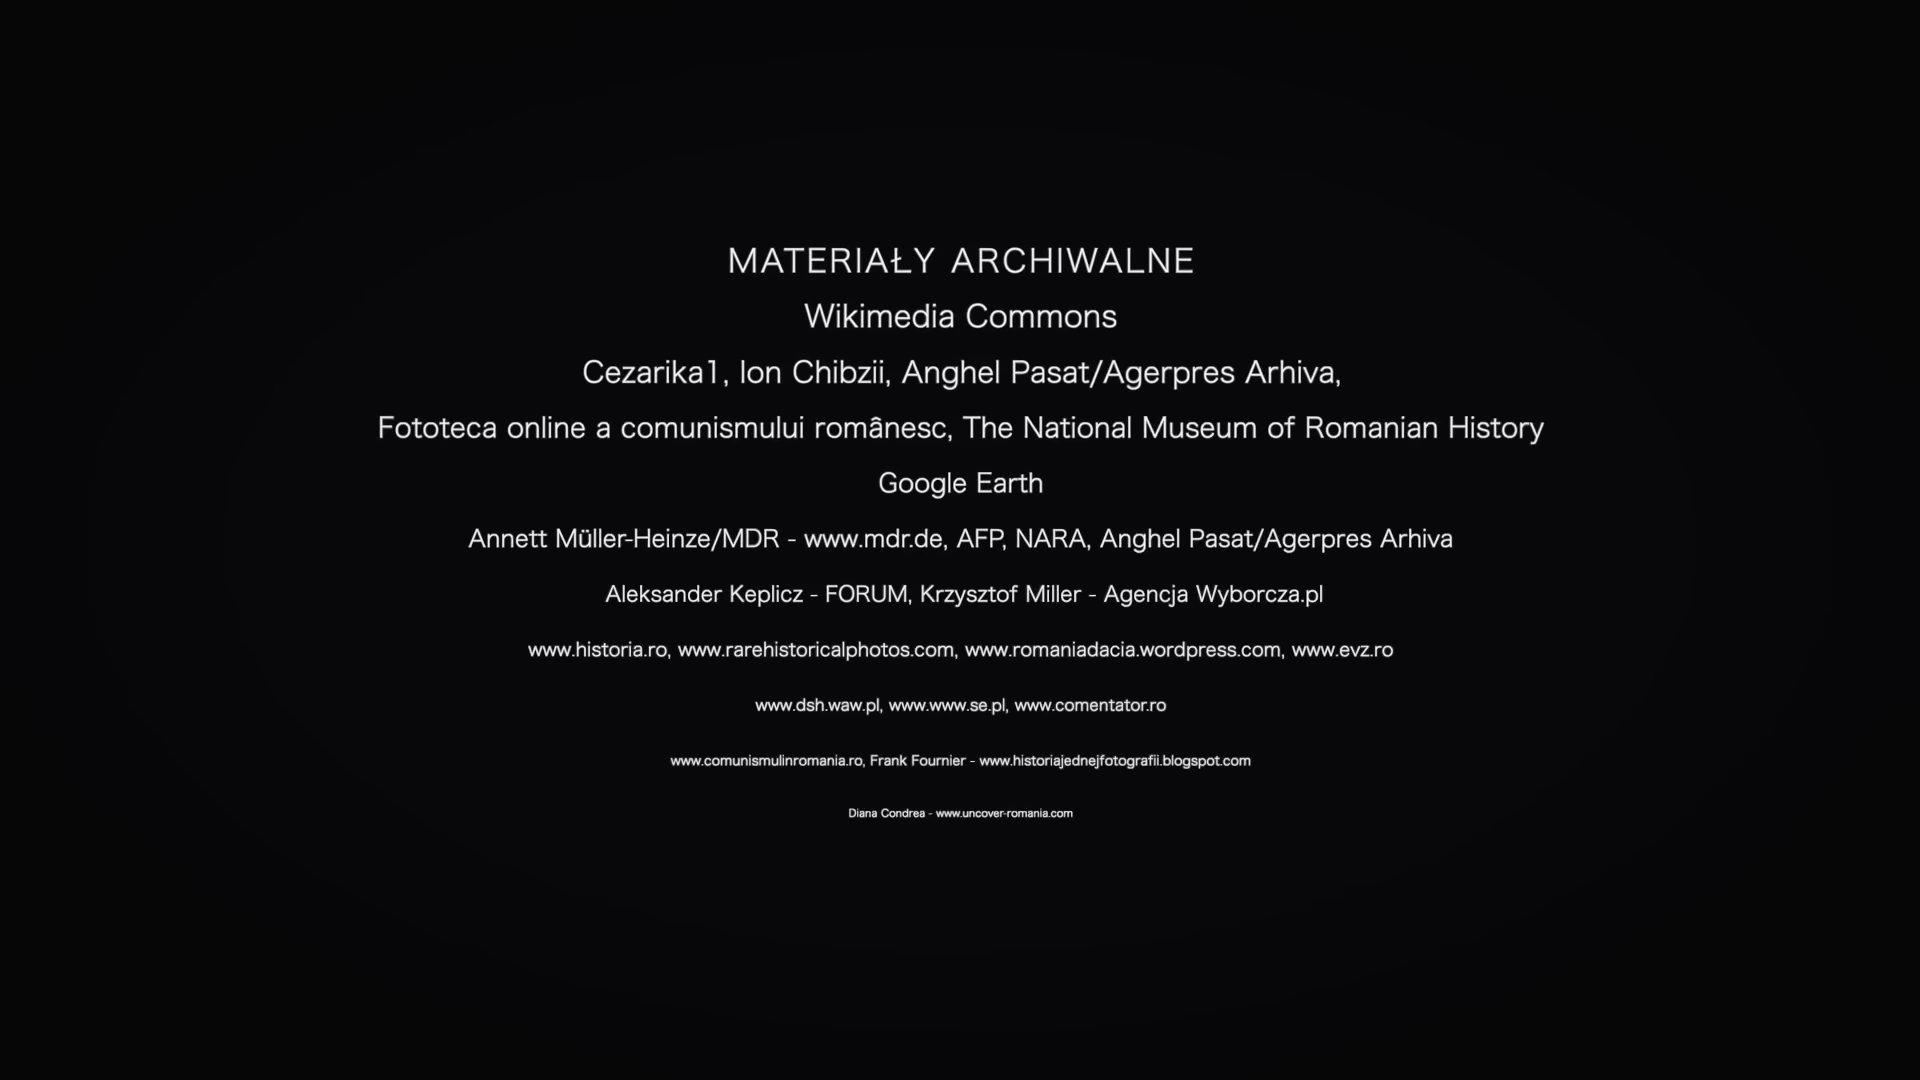 MATERIAŁY ARCHIWALNE
Wikimedia Commons
Cezarika1, Ion Chibzii, Anghel Pasat/Agerpres Arhiva,
Fototeca online a comunismului românesc, The National Museum of Romanian History
Google Earth
Annett Müller-Heinze/MDR - www.mdr.de, AFP, NARA, Anghel Pasat/Agerpres Arhiva
Aleksander Keplicz - FORUM, Krzysztof Miller - Agencja Wyborcza.pl
www.historia.ro, www.rarehistoricalphotos.com, www.romaniadacia.wordpress.com, www.evz.ro
www.dsh.waw.pl, www.www.se.pl, www.comentator.ro
www.comunismulinromania.ro, Frank Fournier - www.historiajednejfotografii.blogspot.com
Diana Condrea - www.uncover-romania.com